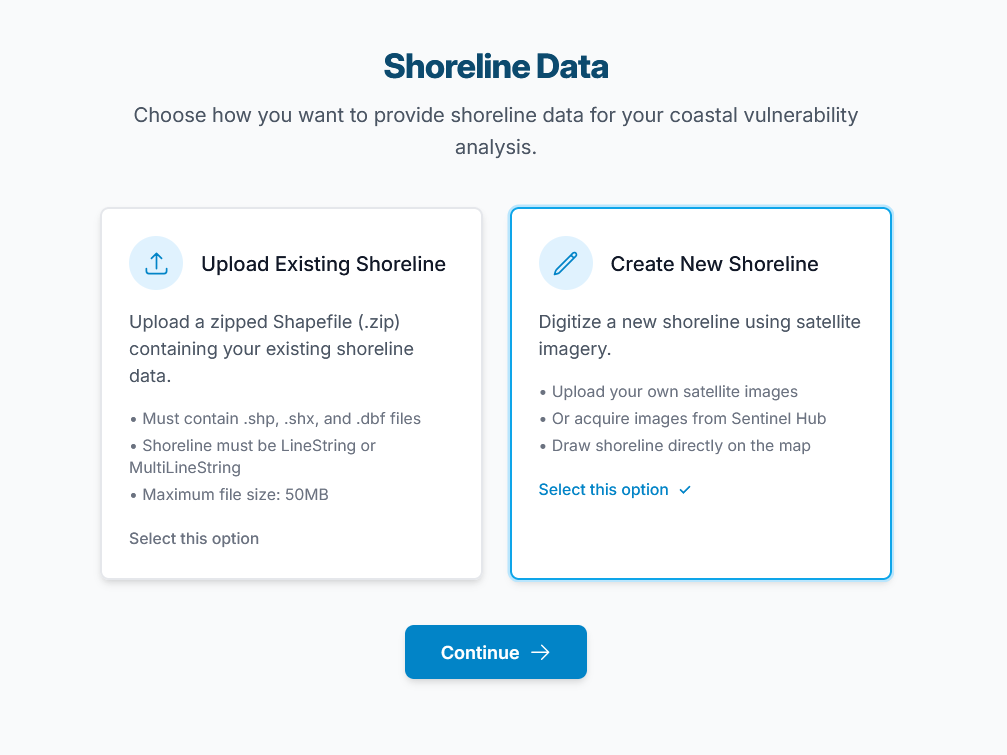 Shoreline Data
Choose how you want to provide shoreline data for your coastal vulnerability
analysis.
Upload Existing Shoreline
Upload a zipped Shapefile (.zip)
containing your existing shoreline
data.
• Must contain .shp, .shx, and .dbf files
• Shoreline must be LineString or
MultiLineString
• Maximum file size: 50MB
Select this option
Create New Shoreline
Digitize a new shoreline using satellite
imagery.
• Upload your own satellite images
• Or acquire images from Sentinel Hub
• Draw shoreline directly on the map
Select this option
Continue